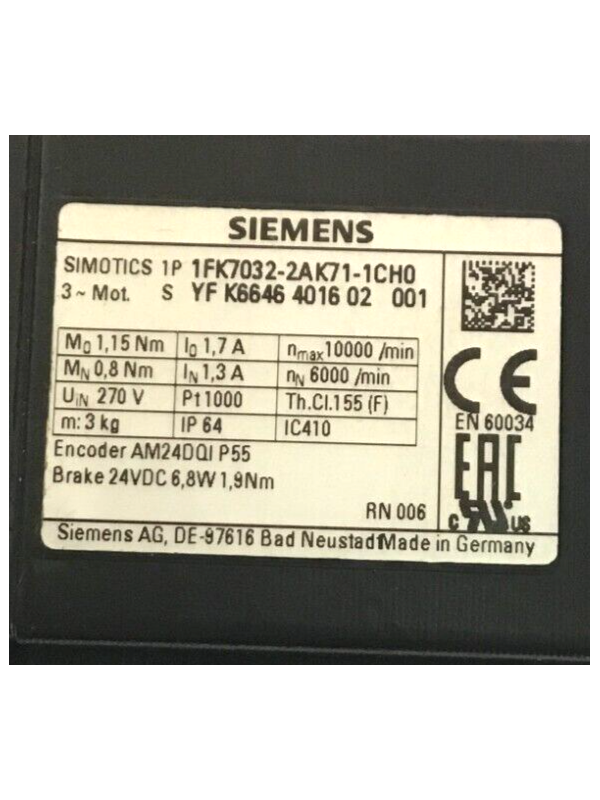 SIEMENS
SIMOTICS 1P 1FK7032-2AK71-1CH0
3~Mot. S YF K6646 4016 02 001
M0 1,15 Nm I0 1,7 A nmax 10000 /min
MN 0,8 Nm IN 1,3 A nN 6000 /min
UIN 270 V Pt1000 Th.Cl.155 (F)
m: 3 kg IP 64 IC410
CE
EN 60034
Encoder AM24DQI P55
Brake 24VDC 6,8W 1,9Nm
EAC
RN 006
c UR US
Siemens AG, DE-97616 Bad Neustadt Made in Germany